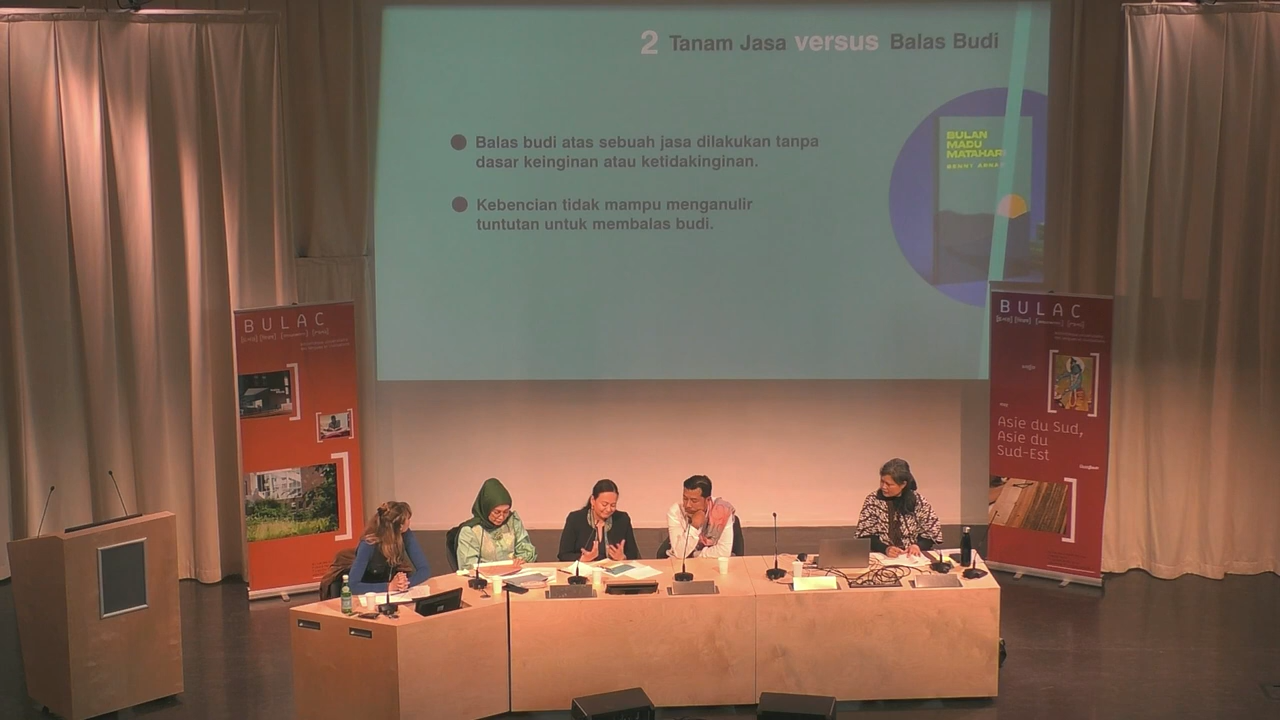 2 Tanam Jasa versus Balas Budi
Balas budi atas sebuah jasa dilakukan tanpa
dasar keinginan atau ketidakinginan.
Kebencian tidak mampu menganulir
tuntutan untuk membalas budi.
BULAN
MADU
MATAHARI
BULAC
BULAC
Asie du Sud,
Asie du
Sud-Est